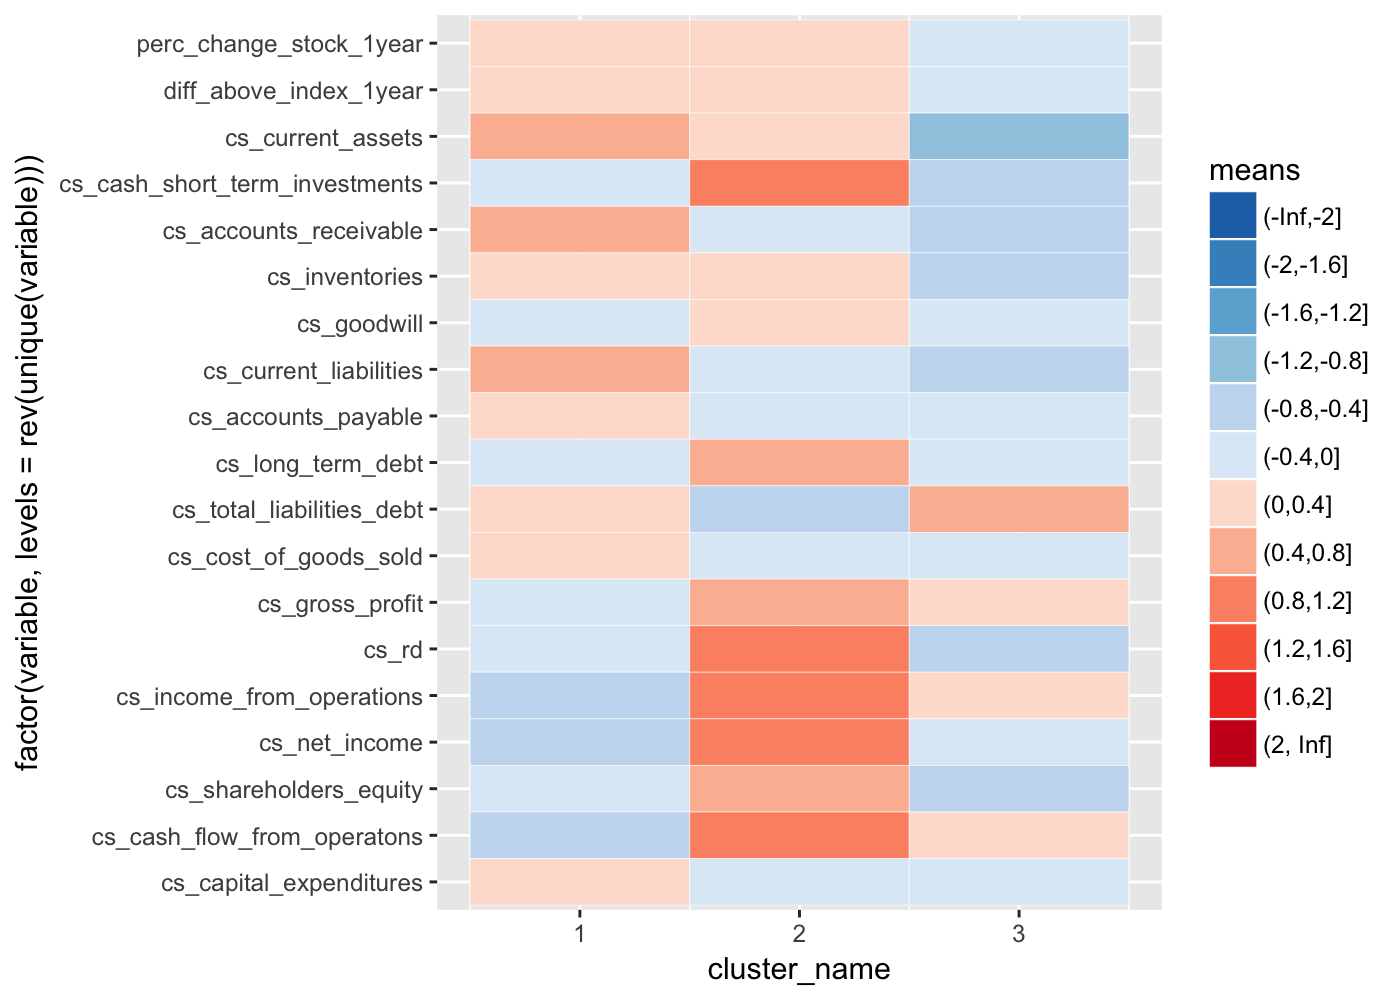 perc_change_stock_1year
diff_above_index_1year
cs_current_assets
cs_cash_short_term_investments
cs_accounts_receivable
cs_inventories
cs_goodwill
cs_current_liabilities
cs_accounts_payable
cs_long_term_debt
cs_total_liabilities_debt
cs_cost_of_goods_sold
cs_gross_profit
cs_rd
cs_income_from_operations
cs_net_income
cs_shareholders_equity
cs_cash_flow_from_operatons
cs_capital_expenditures
factor(variable, levels = rev(unique(variable)))
1 2 3
cluster_name
means
(-Inf,-2]
(-2,-1.6]
(-1.6,-1.2]
(-1.2,-0.8]
(-0.8,-0.4]
(-0.4,0]
(0,0.4]
(0.4,0.8]
(0.8,1.2]
(1.2,1.6]
(1.6,2]
(2, Inf]